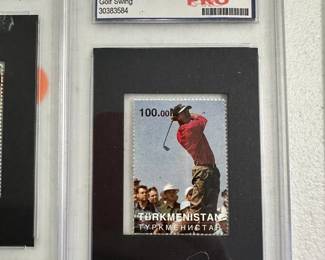 Golf Swing
30383584
PRO
100.00
TURKMENISTAN
ТУРКМЕНИСТАН